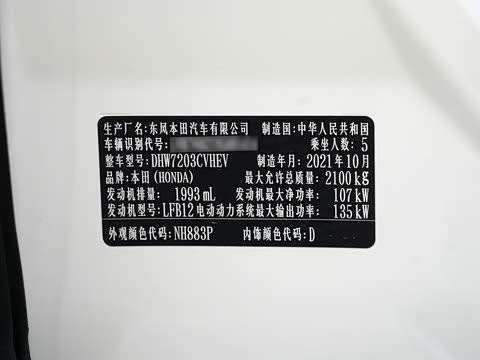 生产厂名:东风本田汽车有限公司 制造国:中华人民共和国
车辆识别代号: 乘坐人数: 5
整车型号:DHW7203CVHEV 制造年月:2021年10月
品牌:本田 (HONDA) 最大允许总质量:2100kg
发动机排量: 1993mL 发动机最大净功率: 107kW
发动机型号:LFB12 电动动力系统最大输出功率: 135kW
外观颜色代码:NH883P 内饰颜色代码:D